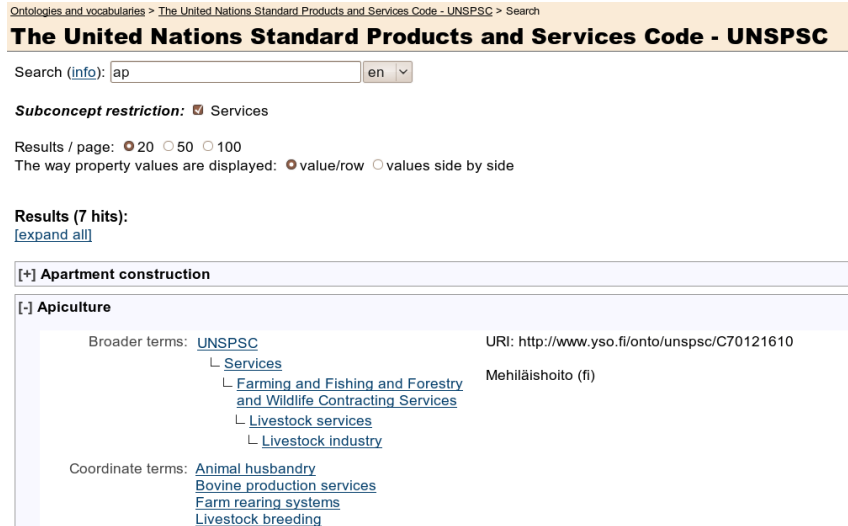 Ontologies and vocabularies > The United Nations Standard Products and Services Code - UNSPSC > Search
The United Nations Standard Products and Services Code - UNSPSC
Search (info): ap en
Subconcept restriction: Services
Results / page: 20 50 100
The way property values are displayed: value/row values side by side
Results (7 hits):
[expand all]
[+] Apartment construction
[-] Apiculture
Broader terms: UNSPSC URI: http://www.yso.fi/onto/unspsc/C70121610
Services
Mehiläishoito (fi)
Farming and Fishing and Forestry
and Wildlife Contracting Services
Livestock services
Livestock industry
Coordinate terms: Animal husbandry
Bovine production services
Farm rearing systems
Livestock breeding